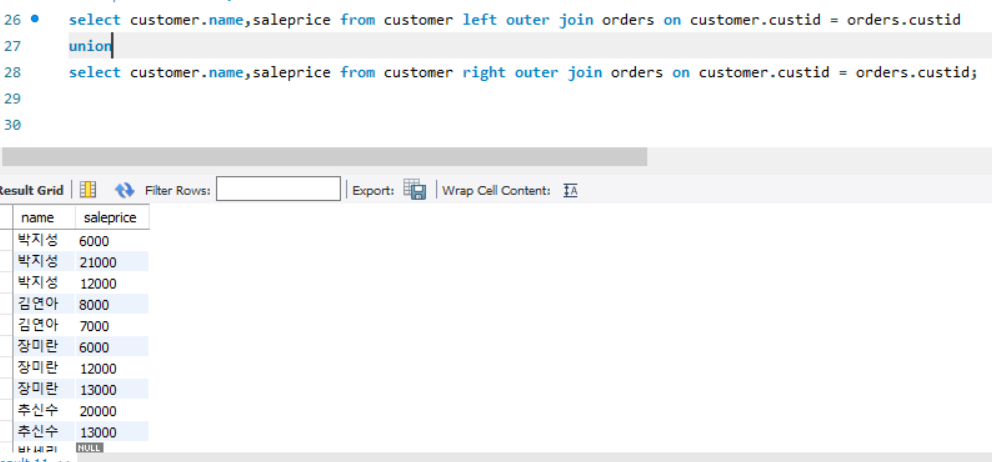 26 select customer.name,saleprice from customer left outer join orders on customer.custid = orders.custid
27 union
28 select customer.name,saleprice from customer right outer join orders on customer.custid = orders.custid;
29
30
Result Grid Filter Rows: Export: Wrap Cell Content: IA
name saleprice
박지성 6000
박지성 21000
박지성 12000
김연아 8000
김연아 7000
장미란 6000
장미란 12000
장미란 13000
추신수 20000
추신수 13000
NULL